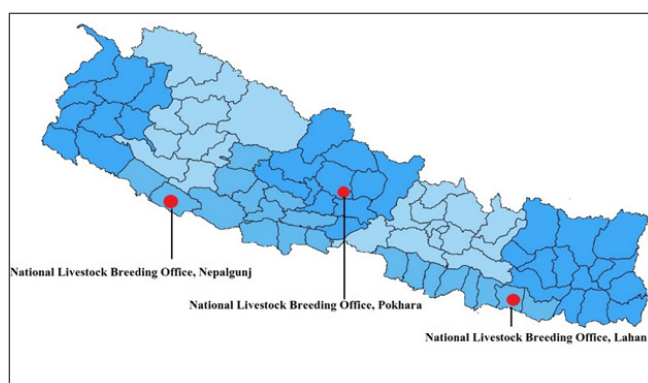 National Livestock Breeding Office, Nepalgunj
National Livestock Breeding Office, Pokhara
National Livestock Breeding Office, Lahan